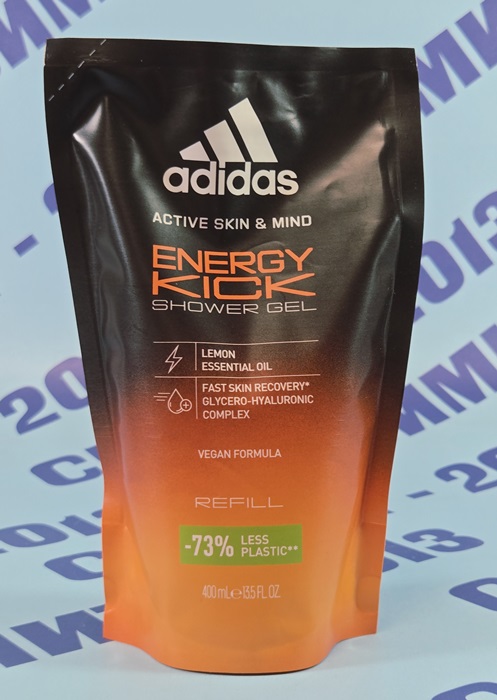 adidas
ACTIVE SKIN & MIND
ENERGY
KICK
SHOWER GEL
LEMON
ESSENTIAL OIL
FAST SKIN RECOVERY*
GLYCERO-HYALURONIC
COMPLEX
VEGAN FORMULA
REFILL
-73% LESS
PLASTIC**
400 mL ℮ 13.5 FL. OZ.